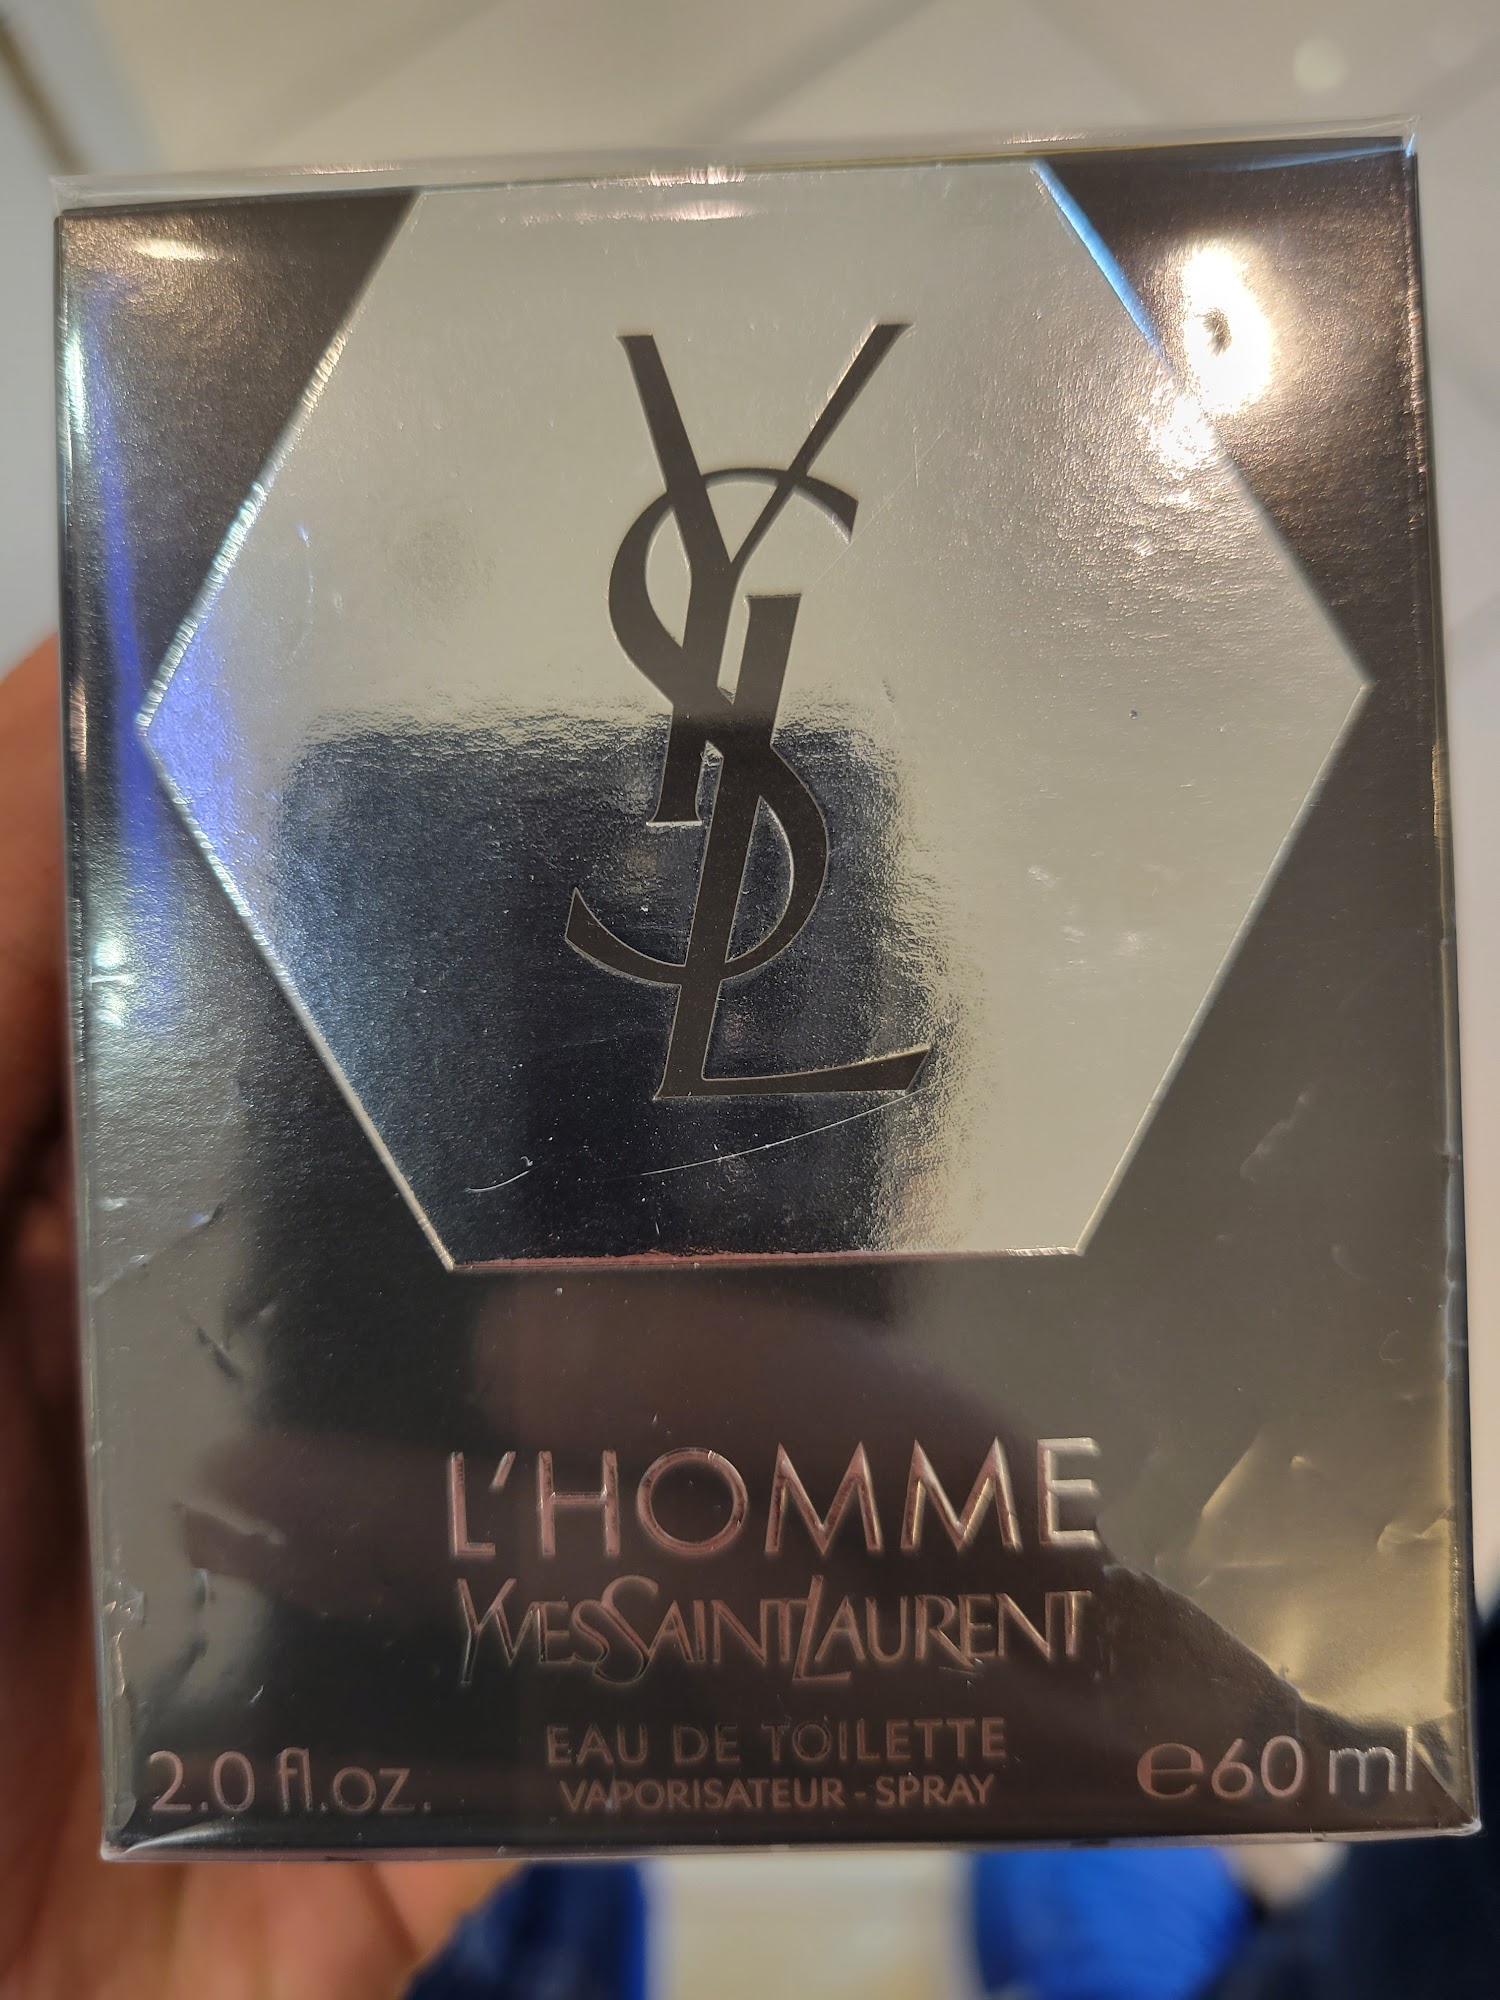 YSL
L'HOMME
YVESSAINTLAURENT
EAU DE TOILETTE
VAPORISATEUR - SPRAY
2.0 fl.oz.
℮60 ml